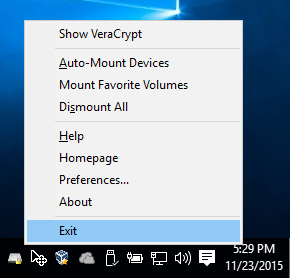 Show VeraCrypt
Auto-Mount Devices
Mount Favorite Volumes
Dismount All
Help
Homepage
Preferences...
About
Exit
5:29 PM
11/23/2015